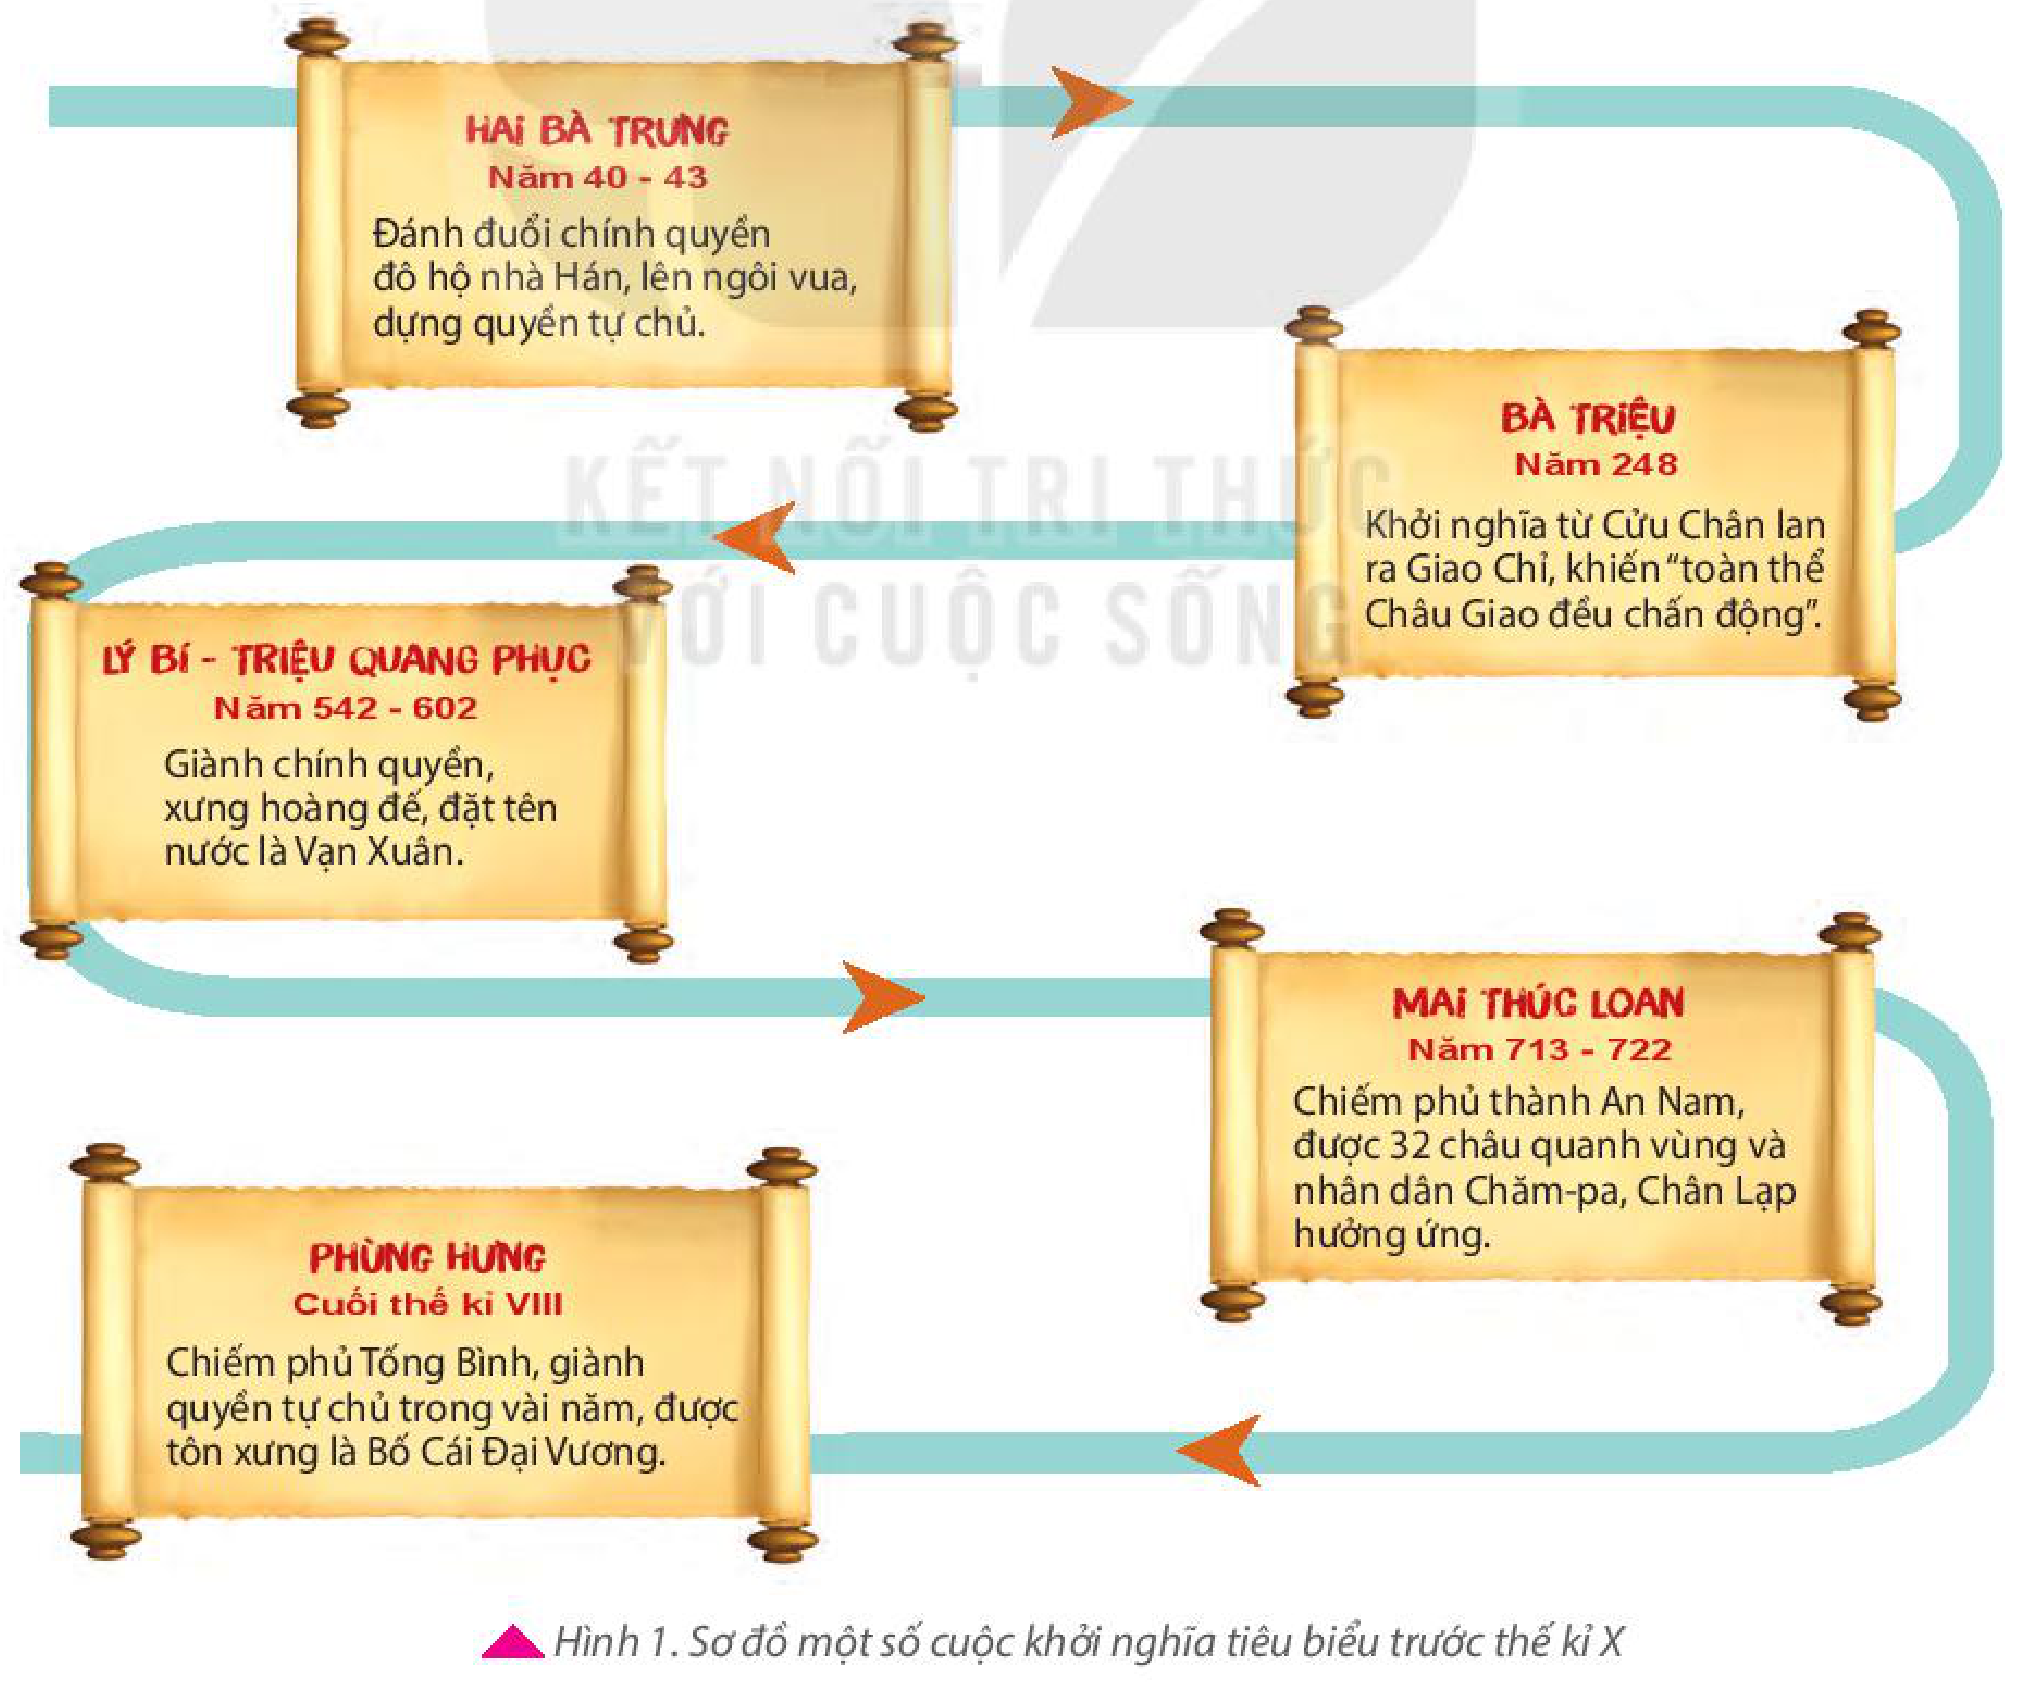 HAI BÀ TRƯNG
Năm 40 - 43
Đánh đuổi chính quyền
đô hộ nhà Hán, lên ngôi vua,
dựng quyền tự chủ.
BÀ TRIỆU
Năm 248
Khởi nghĩa từ Cửu Chân lan
ra Giao Chỉ, khiến “toàn thể
Châu Giao đều chấn động”.
KẾT NỐI TRI THỨC
VỚI CUỘC SỐNG
LÝ BÍ - TRIỆU QUANG PHỤC
Năm 542 - 602
Giành chính quyền,
xưng hoàng đế, đặt tên
nước là Vạn Xuân.
MAI THÚC LOAN
Năm 713 - 722
Chiếm phủ thành An Nam,
được 32 châu quanh vùng và
nhân dân Chăm-pa, Chân Lạp
hưởng ứng.
PHÙNG HƯNG
Cuối thế kỉ VIII
Chiếm phủ Tống Bình, giành
quyền tự chủ trong vài năm, được
tôn xưng là Bố Cái Đại Vương.
Hình 1. Sơ đồ một số cuộc khởi nghĩa tiêu biểu trước thế kỉ X